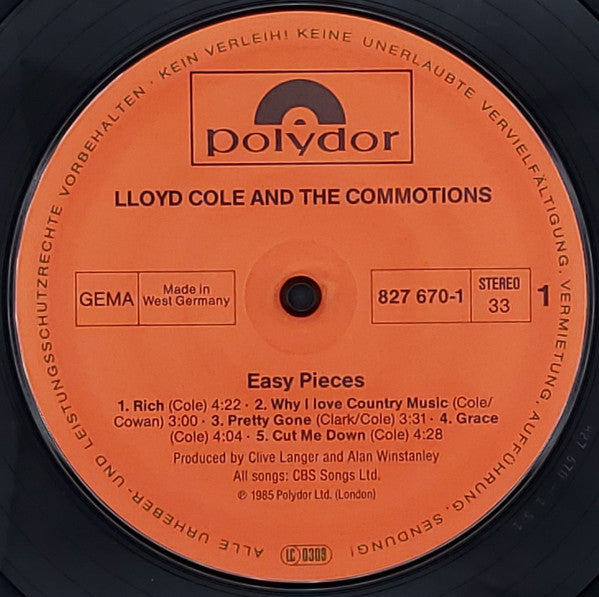 ALLE URHEBER- UND LEISTUNGSSCHUTZRECHTE VORBEHALTEN · KEIN VERLEIH! KEINE UNERLAUBTE VERVIELFÄLTIGUNG, VERMIETUNG, AUFFÜHRUNG, SENDUNG!
polydor
LLOYD COLE AND THE COMMOTIONS
GEMA
Made in
West Germany
827 670-1
STEREO
33
1
Easy Pieces
1. Rich (Cole) 4:22 · 2. Why I love Country Music (Cole/
Cowan) 3:00 · 3. Pretty Gone (Clark/Cole) 3:31 · 4. Grace
(Cole) 4:04 · 5. Cut Me Down (Cole) 4:28
Produced by Clive Langer and Alan Winstanley
All songs: CBS Songs Ltd.
℗ 1985 Polydor Ltd. (London)
LC 0309